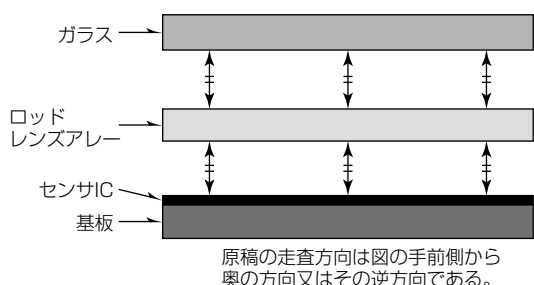 ガラス
ロッド
レンズアレー
センサIC
基板
原稿の走査方向は図の手前側から
奥の方向又はその逆方向である。